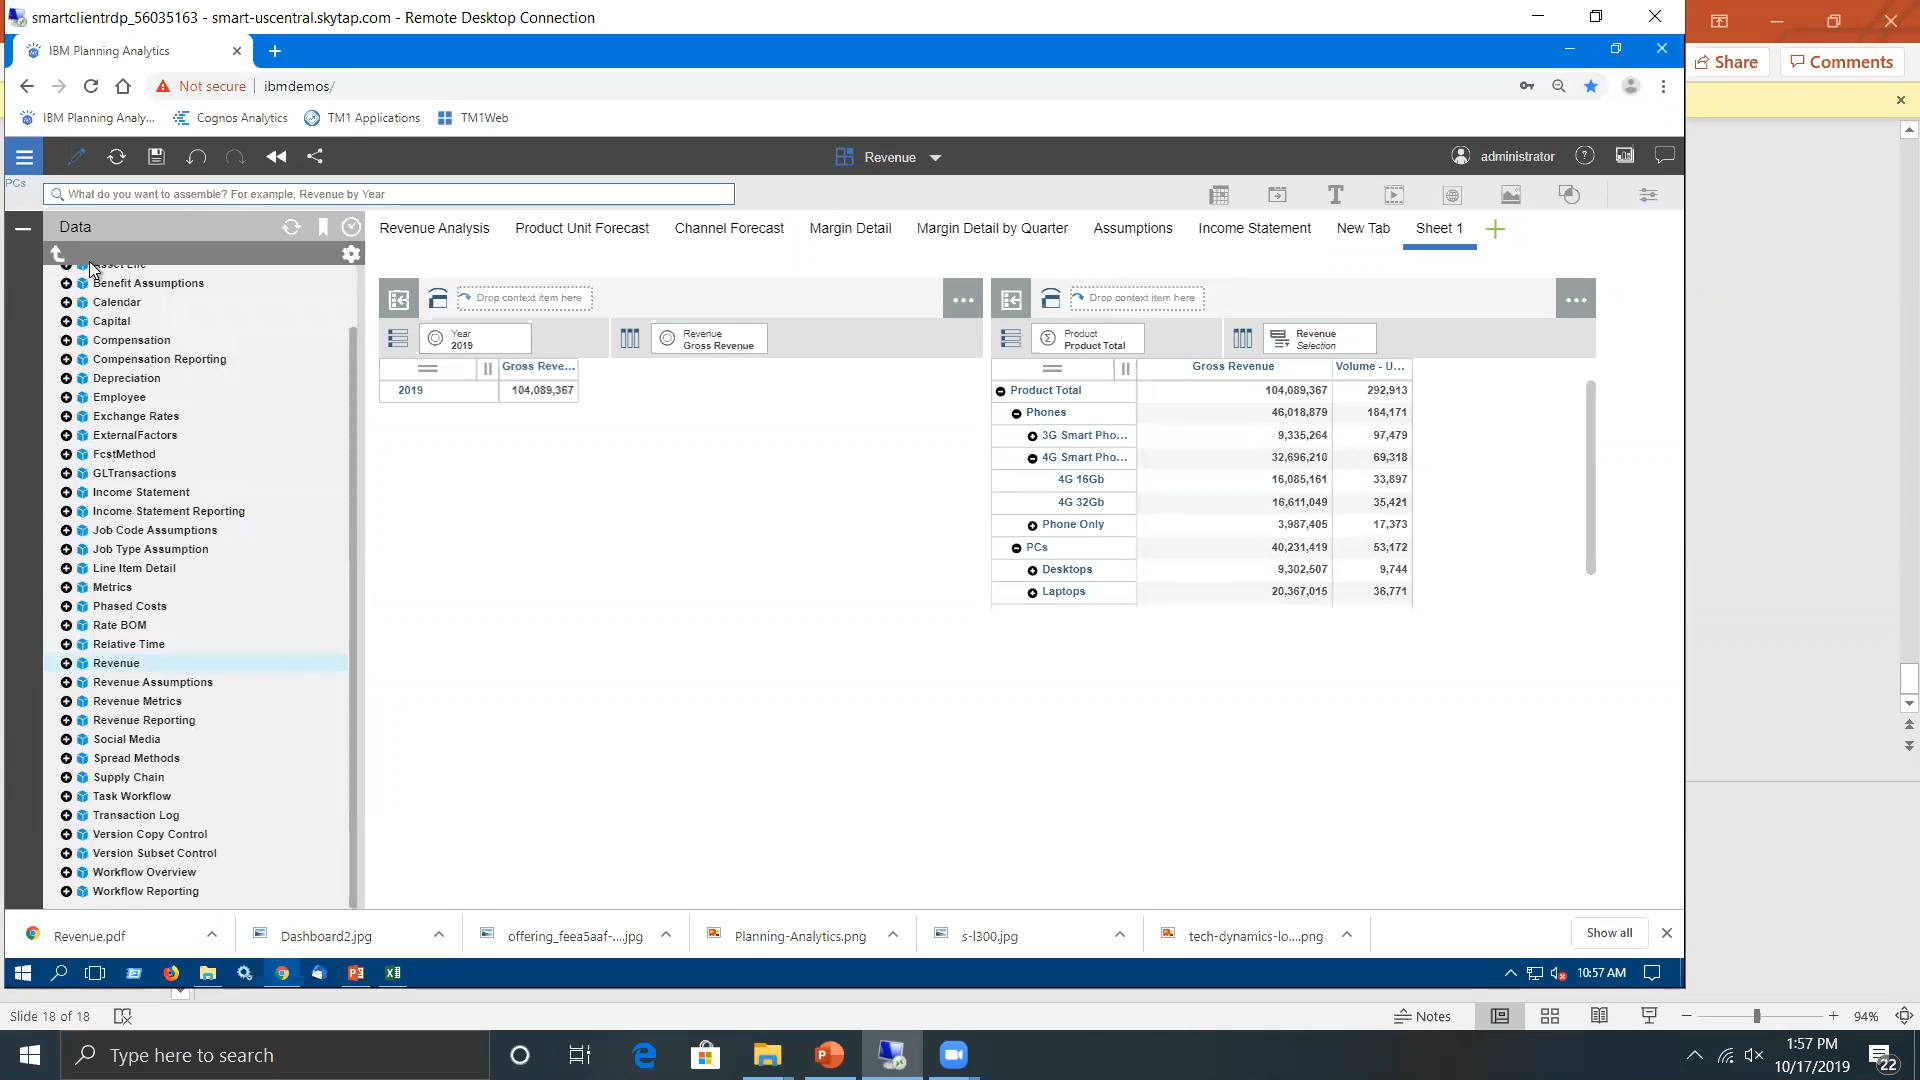 smartclientrdp_56035163 - smart-uscentral.skytap.com - Remote Desktop Connection
Share
Comments
IBM Planning Analytics
Not secure
ibmdemos/
IBM Planning Analy...
Cognos Analytics
TM1 Applications
TM1Web
Revenue
administrator
PCs
What do you want to assemble? For example, Revenue by Year
Data
Revenue Analysis
Product Unit Forecast
Channel Forecast
Margin Detail
Margin Detail by Quarter
Assumptions
Income Statement
New Tab
Sheet 1
Asset Life
Benefit Assumptions
Calendar
Capital
Compensation
Compensation Reporting
Depreciation
Employee
Exchange Rates
ExternalFactors
FcstMethod
GLTransactions
Income Statement
Income Statement Reporting
Job Code Assumptions
Job Type Assumption
Line Item Detail
Metrics
Phased Costs
Rate BOM
Relative Time
Revenue
Revenue Assumptions
Revenue Metrics
Revenue Reporting
Social Media
Spread Methods
Supply Chain
Task Workflow
Transaction Log
Version Copy Control
Version Subset Control
Workflow Overview
Workflow Reporting
Drop context item here
Year
2019
Revenue
Gross Revenue
Gross Reve...
2019 104,089,367
Drop context item here
Product
Product Total
Revenue
Selection
Gross Revenue Volume - U...
Product Total 104,089,367 292,913
Phones 46,018,879 184,171
3G Smart Pho... 9,335,264 97,479
4G Smart Pho... 32,696,210 69,318
4G 16Gb 16,085,161 33,897
4G 32Gb 16,611,049 35,421
Phone Only 3,987,405 17,373
PCs 40,231,419 53,172
Desktops 9,302,507 9,744
Laptops 20,367,015 36,771
Revenue.pdf
Dashboard2.jpg
offering_feea5aaf-....jpg
Planning-Analytics.png
s-l300.jpg
tech-dynamics-lo....png
Show all
10:57 AM
Slide 18 of 18
Notes
94%
Type here to search
1:57 PM
10/17/2019
22